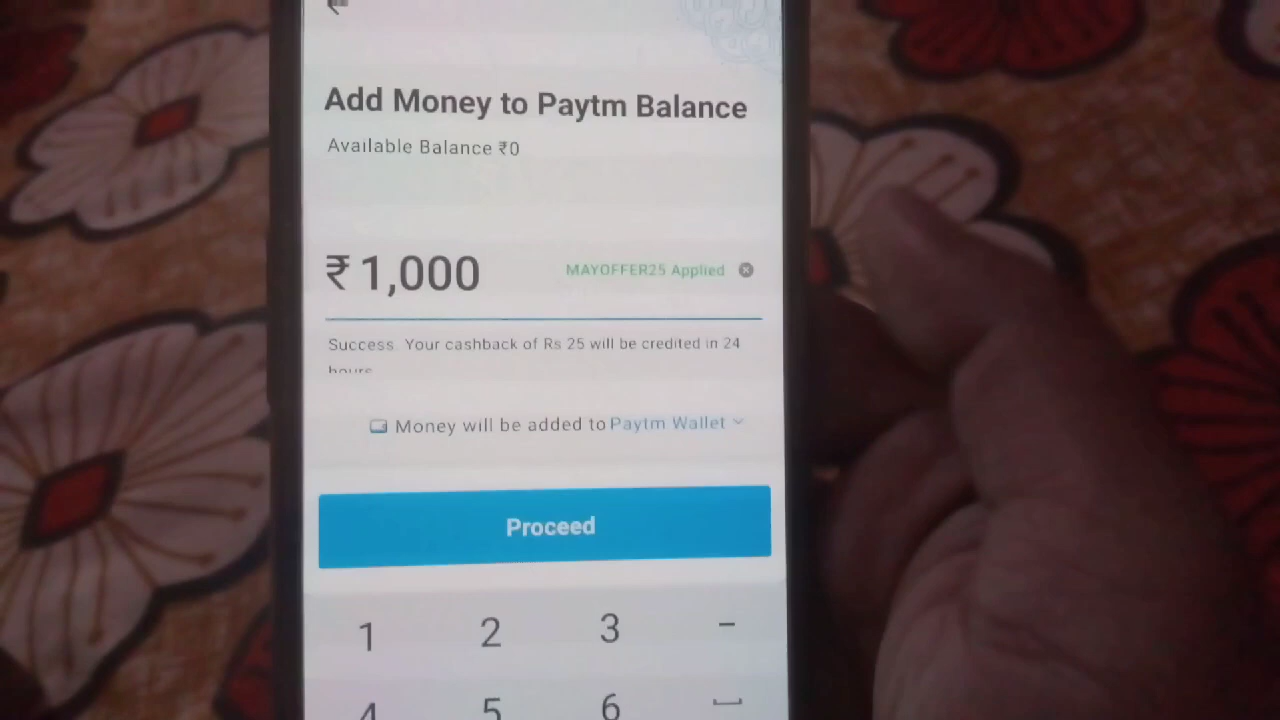 Add Money to Paytm Balance
Available Balance ₹0
₹ 1,000 MAYOFFER25 Applied
Success. Your cashback of Rs 25 will be credited in 24
hours
Money will be added to Paytm Wallet
Proceed
1 2 3 -
4 5 6